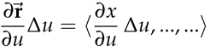 ∂r⃗/∂u Δu = ⟨∂x/∂u Δu, ..., ...⟩